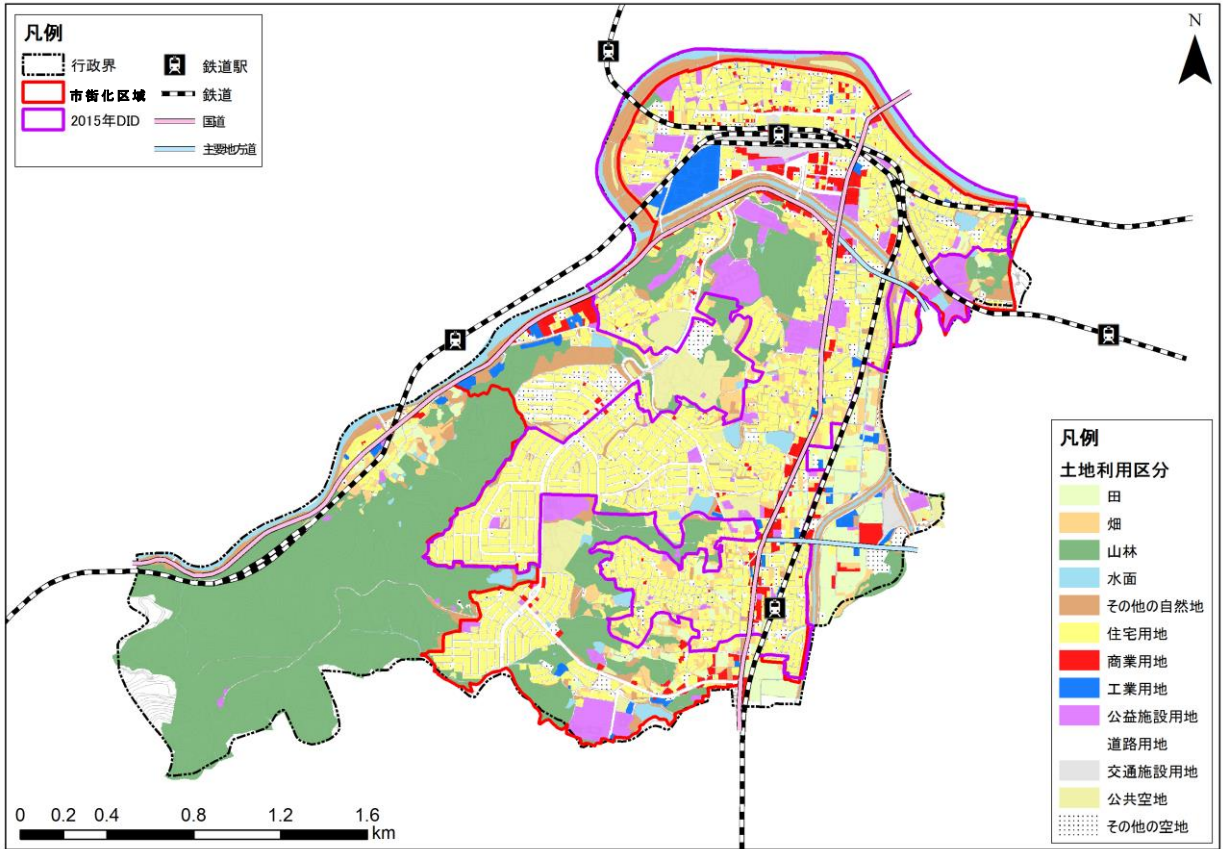 凡例
行政界
鉄道駅
市街化区域
鉄道
2015年DID
国道
主要地方道
N
凡例
土地利用区分
田
畑
山林
水面
その他の自然地
住宅用地
商業用地
工業用地
公益施設用地
道路用地
交通施設用地
公共空地
その他の空地
0 0.2 0.4 0.8 1.2 1.6
km